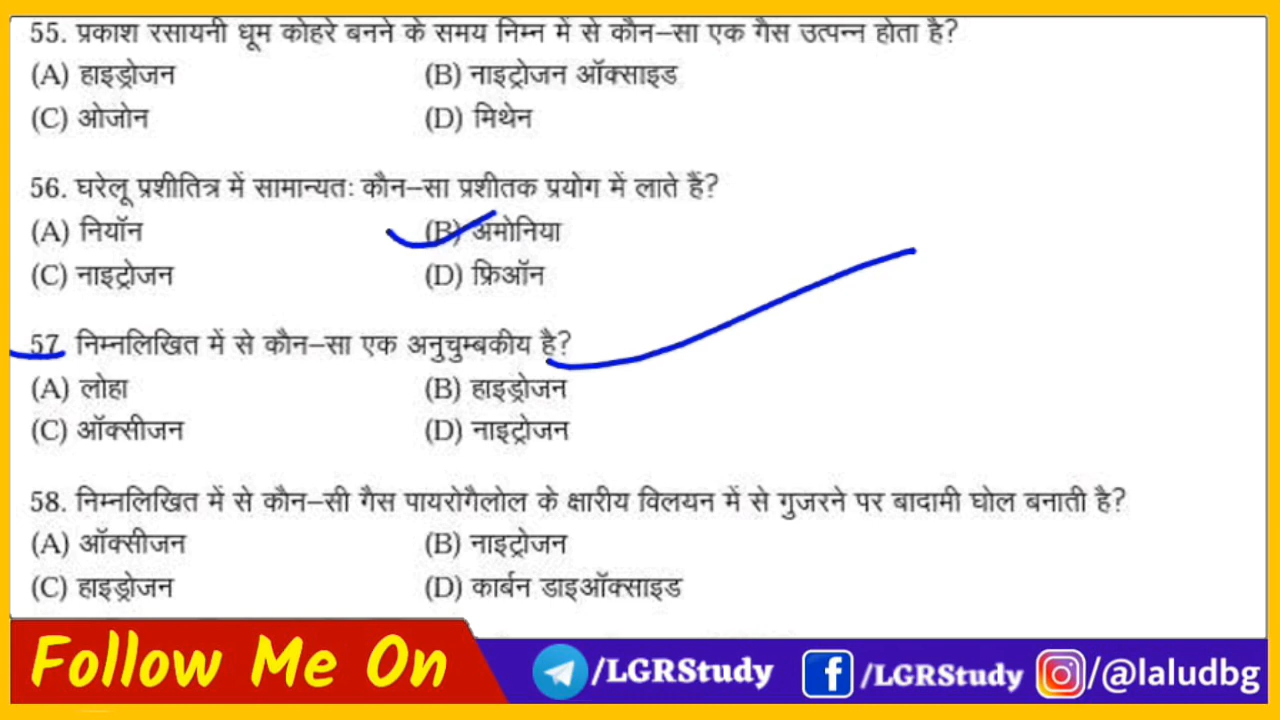 55. प्रकाश रसायनी धूम कोहरे बनने के समय निम्न में से कौन–सा एक गैस उत्पन्न होता है?
(A) हाइड्रोजन (B) नाइट्रोजन ऑक्साइड
(C) ओजोन (D) मिथेन
56. घरेलू प्रशीतित्र में सामान्यतः कौन–सा प्रशीतक प्रयोग में लाते हैं?
(A) नियॉन (B) अमोनिया
(C) नाइट्रोजन (D) फ्रिऑन
57. निम्नलिखित में से कौन–सा एक अनुचुम्बकीय है?
(A) लोहा (B) हाइड्रोजन
(C) ऑक्सीजन (D) नाइट्रोजन
58. निम्नलिखित में से कौन–सी गैस पायरोगैलोल के क्षारीय विलयन में से गुजरने पर बादामी घोल बनाती है?
(A) ऑक्सीजन (B) नाइट्रोजन
(C) हाइड्रोजन (D) कार्बन डाइऑक्साइड
Follow Me On /LGRStudy /LGRStudy /@laludbg